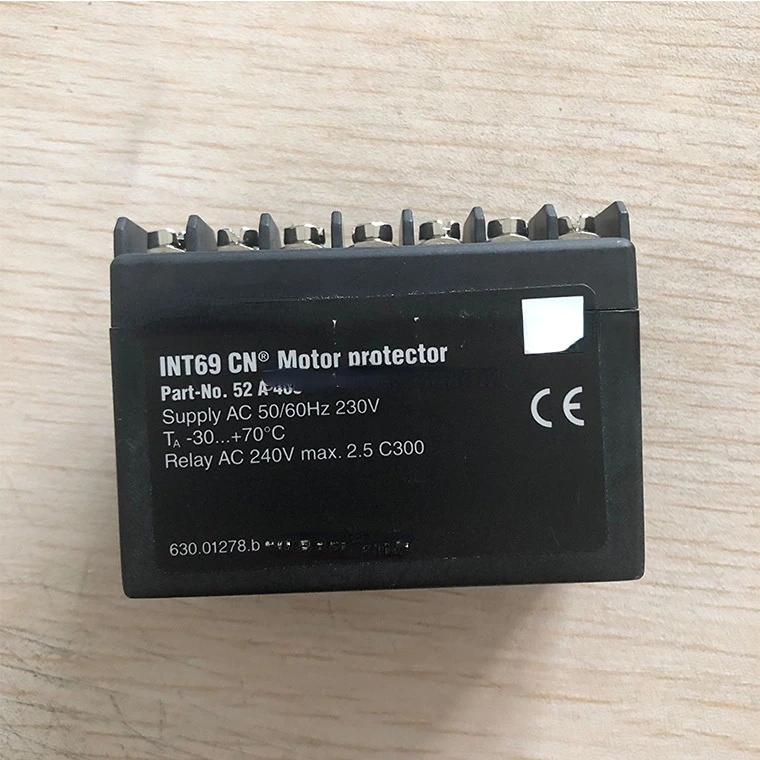 INT69 CN® Motor protector
Part-No. 52 A
Supply AC 50/60Hz 230V
TA -30...+70°C
Relay AC 240V max. 2.5 C300
CE
630.01278.b